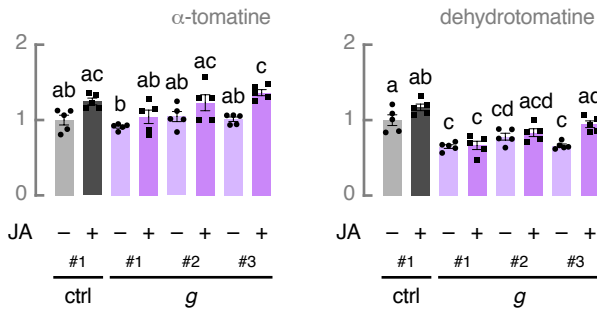 α-tomatine
dehydrotomatine
2
1
0
ab ac b ab ab ac ab c
2
1
0
a ab c c cd acd c ac
JA – + – + – + – +
#1 #1 #2 #3
ctrl g
JA – + – + – + – +
#1 #1 #2 #3
ctrl g